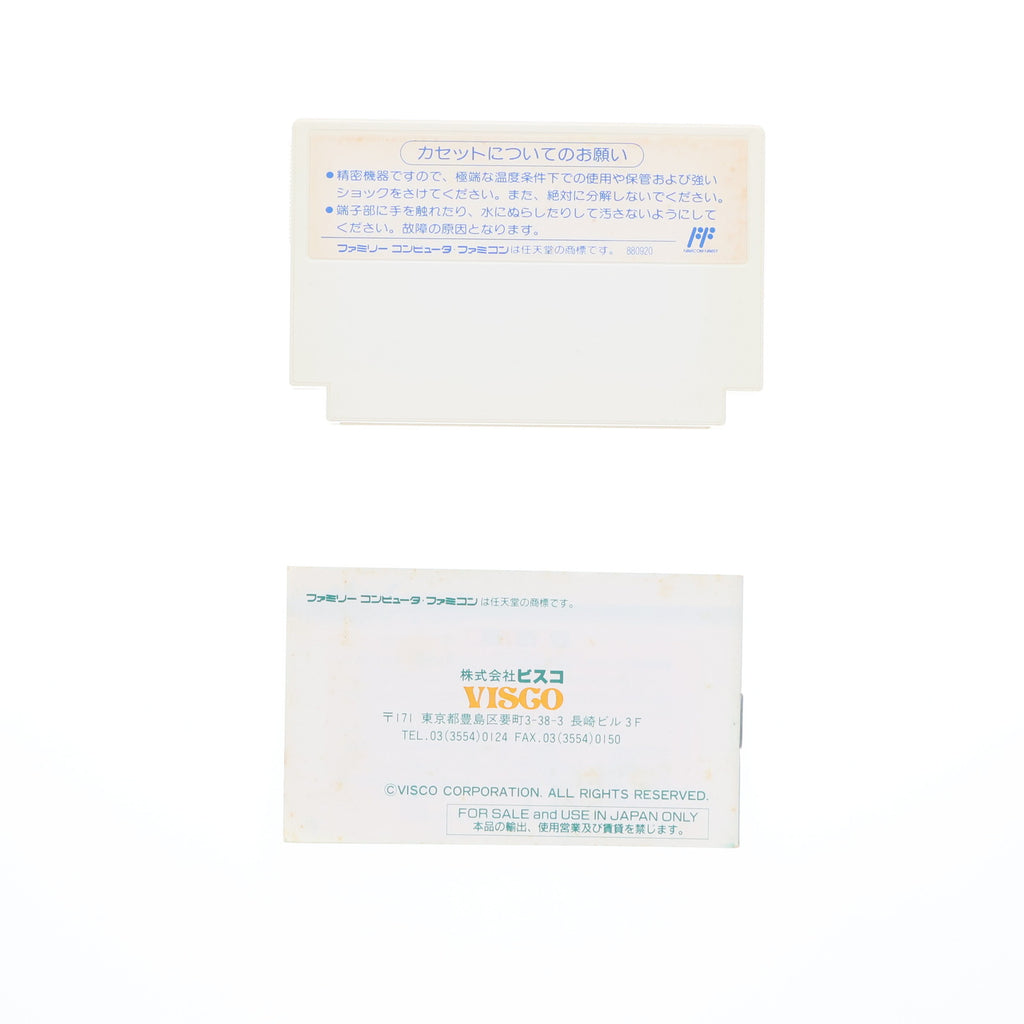 カセットについてのお願い
●精密機器ですので、極端な温度条件下での使用や保管および強い
ショックをさけてください。また、絶対に分解しないでください。
●端子部に手を触れたり、水にぬらしたりして汚さないようにして
ください。故障の原因となります。
ファミリーコンピュータ・ファミコンは任天堂の商標です。 880920
ファミリーコンピュータ・ファミコンは任天堂の商標です。
株式会社ビスコ
VISCO
〒171 東京都豊島区要町3-38-3 長崎ビル3F
TEL.03(3554)0124 FAX.03(3554)0150
©VISCO CORPORATION. ALL RIGHTS RESERVED.
FOR SALE and USE IN JAPAN ONLY
本品の輸出、使用営業及び賃貸を禁じます。